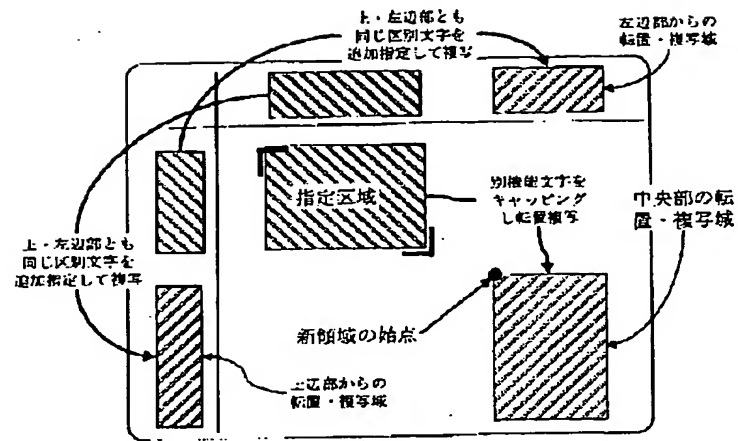 上・左辺部とも
同じ区別文字を
追加指定して複写
左辺部からの
転置・複写域
指定区域
別機能文字を
キャッピング
し転置複写
中央部の転
置・複写域
上・左辺部とも
同じ区別文字を
追加指定して複写
新領域の始点
上辺部からの
転置・複写域